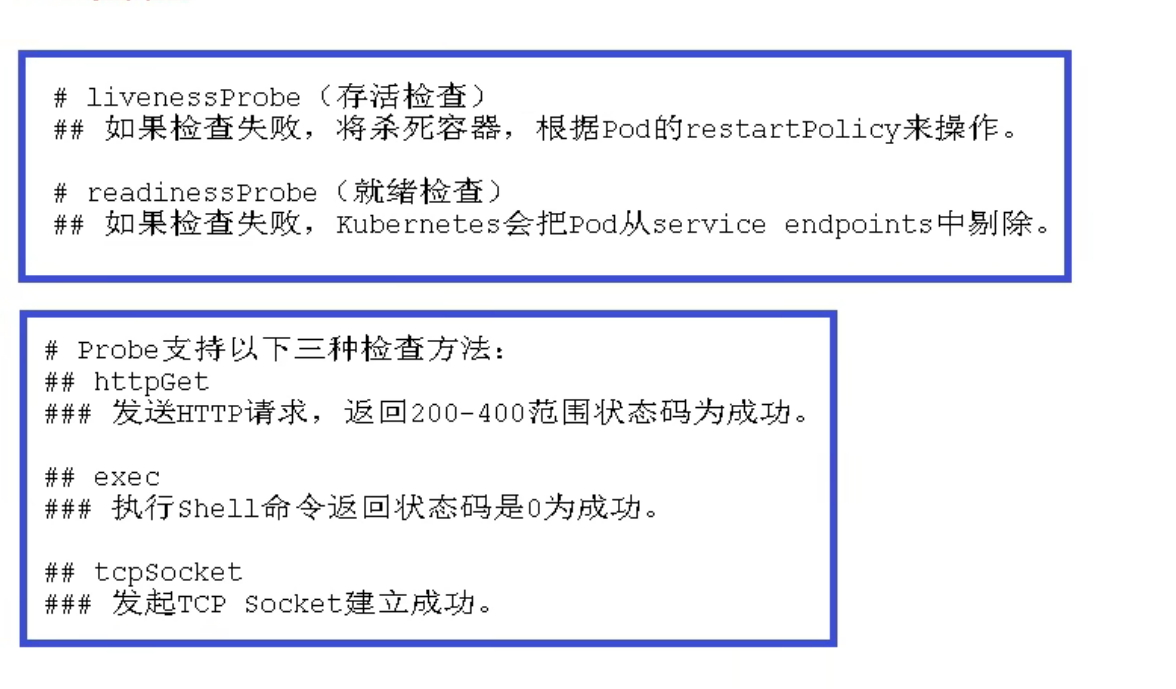 # livenessProbe（存活检查）
## 如果检查失败，将杀死容器，根据Pod的restartPolicy来操作。
# readinessProbe（就绪检查）
## 如果检查失败，Kubernetes会把Pod从service endpoints中剔除。
# Probe支持以下三种检查方法：
## httpGet
### 发送HTTP请求，返回200-400范围状态码为成功。
## exec
### 执行Shell命令返回状态码是0为成功。
## tcpSocket
### 发起TCP Socket建立成功。